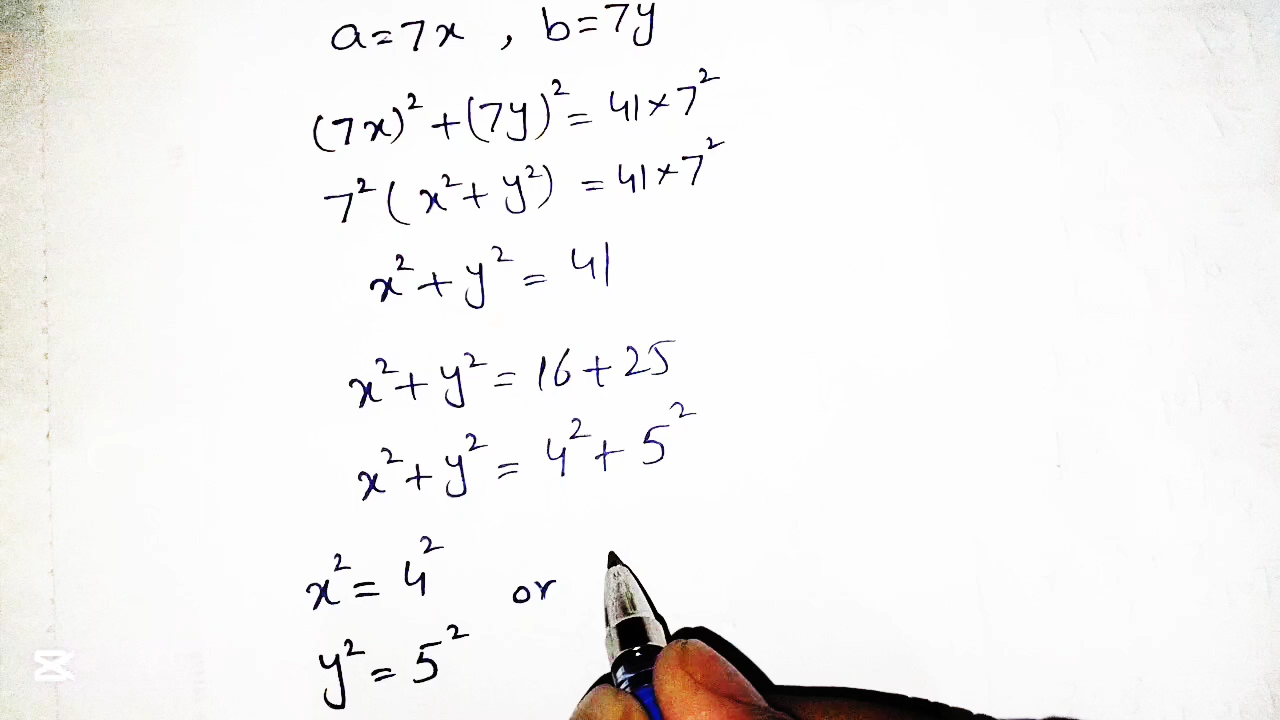 a=7x , b=7y
(7x)² + (7y)² = 41×7²
7² ( x² + y² ) = 41×7²
x² + y² = 41
x² + y² = 16 + 25
x² + y² = 4² + 5²
x² = 4² or
y² = 5²